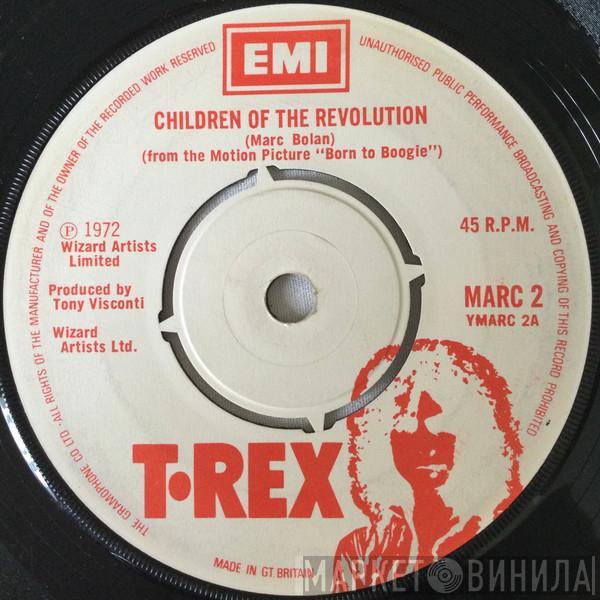 EMI
CHILDREN OF THE REVOLUTION
(Marc Bolan)
(from the Motion Picture "Born to Boogie")
℗ 1972
Wizard Artists
Limited
Produced by
Tony Visconti
Wizard
Artists Ltd.
45 R.P.M.
MARC 2
YMARC 2A
T•REX
MADE IN GT. BRITAIN
THE GRAMOPHONE CO LTD · ALL RIGHTS OF THE MANUFACTURER AND OF THE OWNER OF THE RECORDED WORK RESERVED
UNAUTHORISED PUBLIC PERFORMANCE BROADCASTING AND COPYING OF THIS RECORD PROHIBITED
МАРКЕТ ВИНИЛА